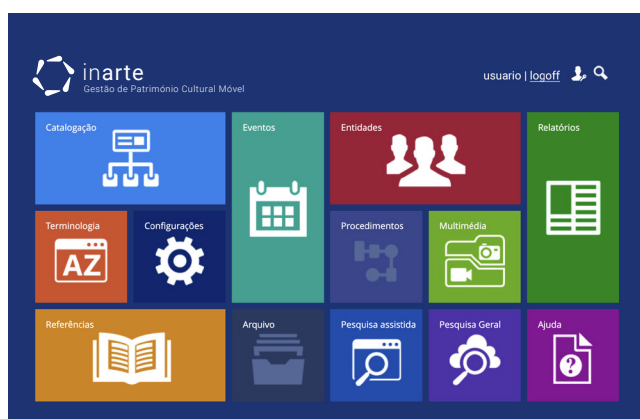 inarte
Gestão de Património Cultural Móvel
usuario | logoff
Catalogação
Eventos
Entidades
Relatórios
Terminologia
AZ
Configurações
Procedimentos
Multimédia
Referências
Arquivo
Pesquisa assistida
Pesquisa Geral
Ajuda
?